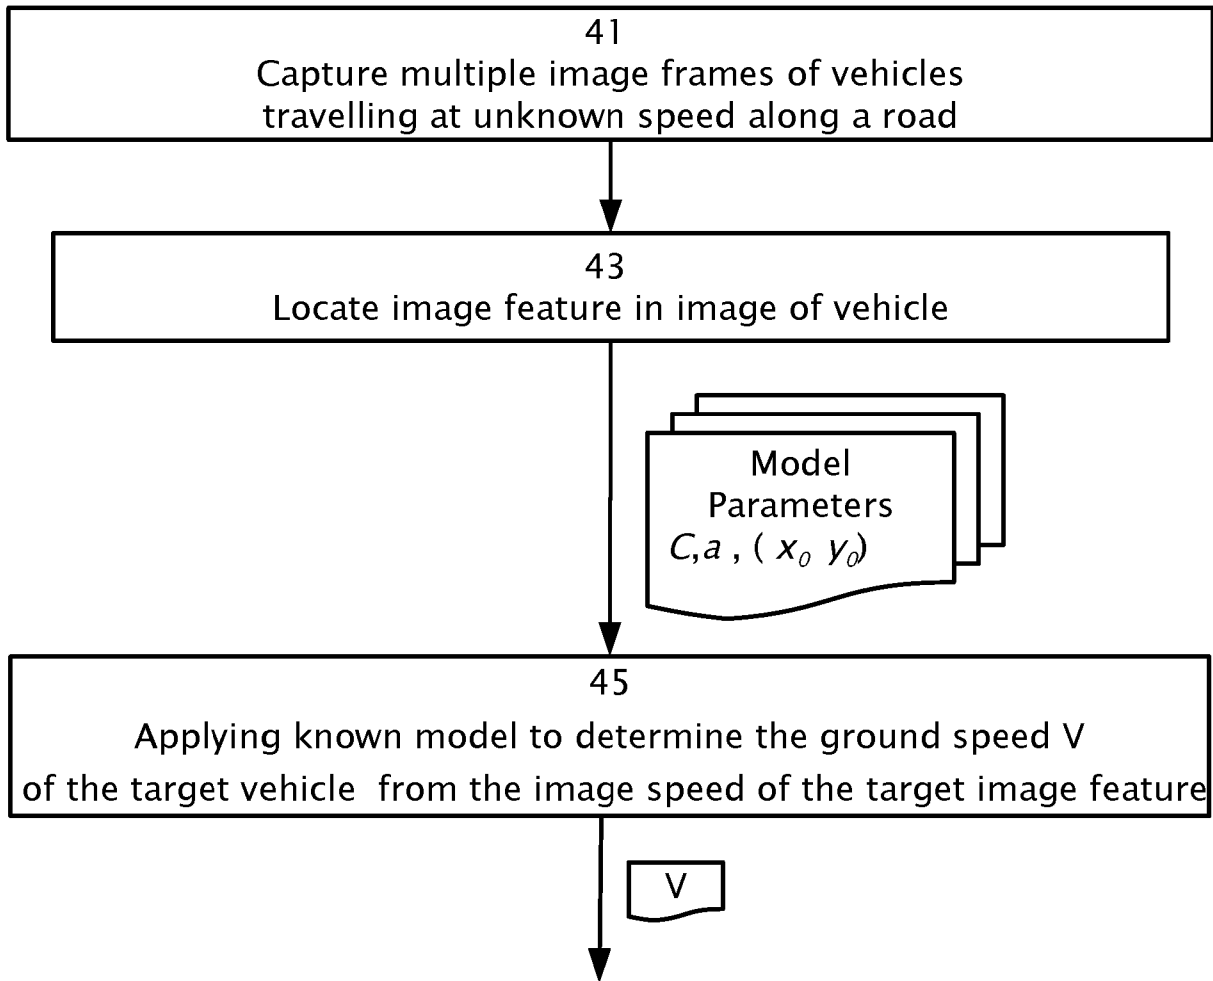 41
Capture multiple image frames of vehicles
travelling at unknown speed along a road
43
Locate image feature in image of vehicle
Model
Parameters
C,a , ( x₀ y₀)
45
Applying known model to determine the ground speed V
of the target vehicle  from the image speed of the target image feature
V